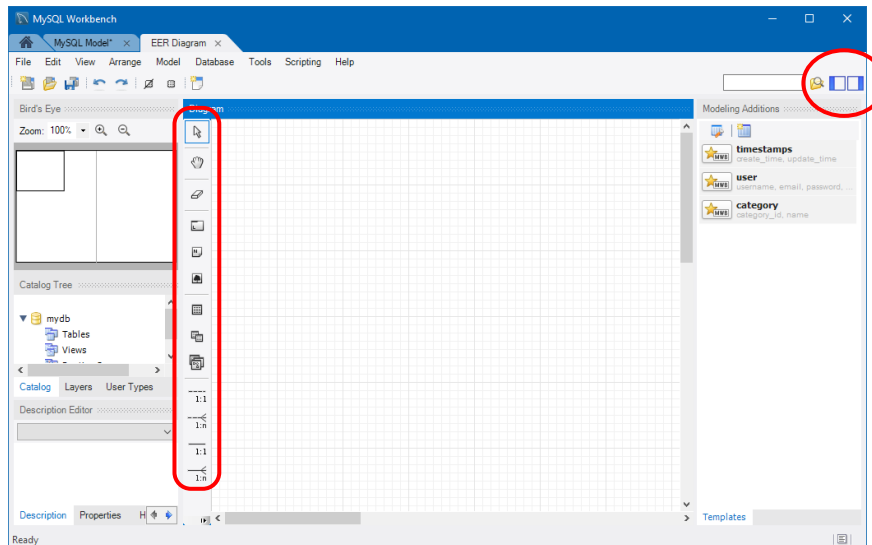 MySQL Workbench
MySQL Model* × EER Diagram ×
File Edit View Arrange Model Database Tools Scripting Help
Bird's Eye
Diagram
Modeling Additions
Zoom: 100%
timestamps
create_time, update_time
user
username, email, password, ...
category
category_id, name
Catalog Tree
mydb
Tables
Views
Catalog Layers User Types
Description Editor
1:1
1:n
1:1
1:n
Description Properties H
Templates
Ready